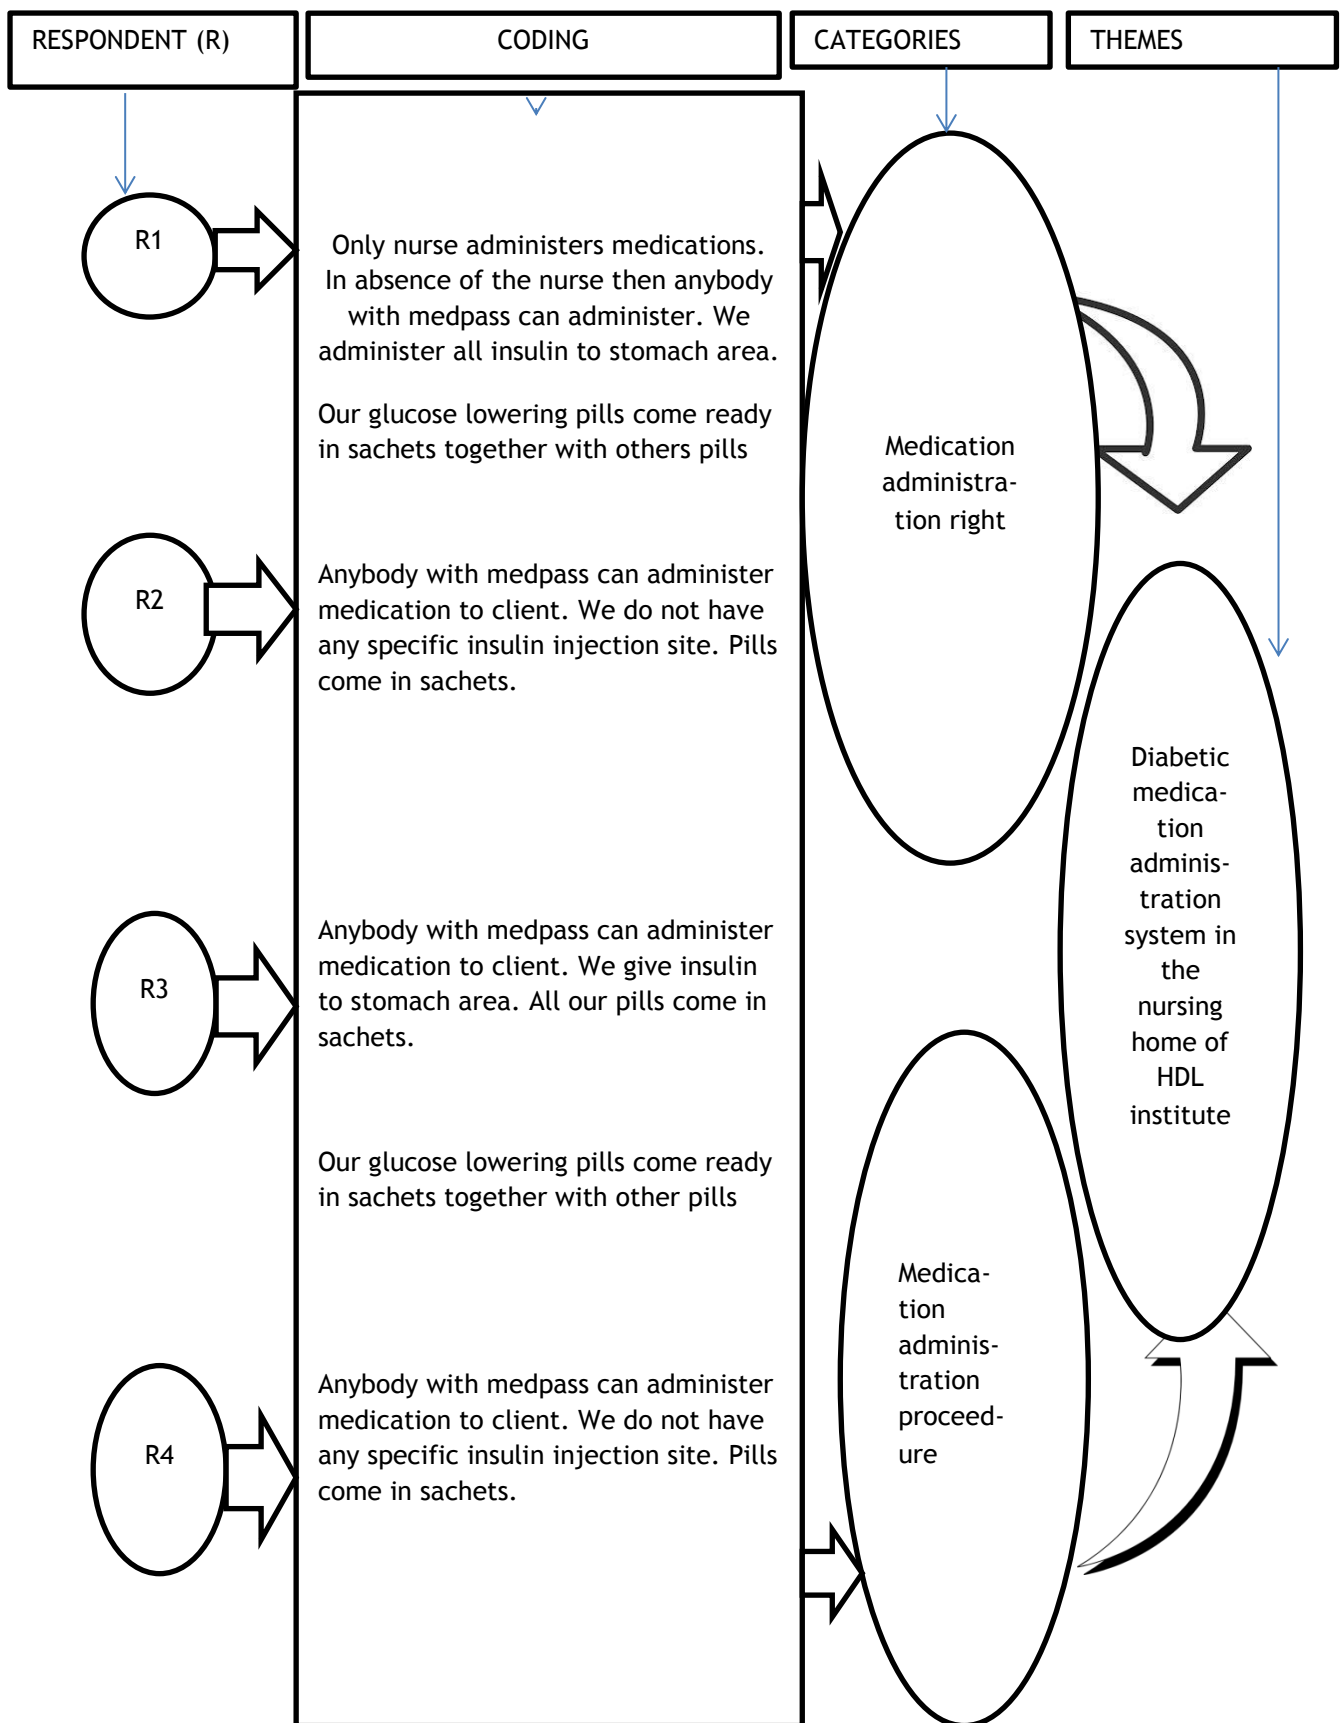 RESPONDENT (R)
CODING
CATEGORIES
THEMES
R1
Only nurse administers medications.
In absence of the nurse then anybody
with medpass can administer. We
administer all insulin to stomach area.
Our glucose lowering pills come ready
in sachets together with others pills
R2
Anybody with medpass can administer
medication to client. We do not have
any specific insulin injection site. Pills
come in sachets.
R3
Anybody with medpass can administer
medication to client. We give insulin
to stomach area. All our pills come in
sachets.
Our glucose lowering pills come ready
in sachets together with other pills
R4
Anybody with medpass can administer
medication to client. We do not have
any specific insulin injection site. Pills
come in sachets.
Medication
administra-
tion right
Medica-
tion
adminis-
tration
proceed-
ure
Diabetic
medica-
tion
adminis-
tration
system in
the
nursing
home of
HDL
institute